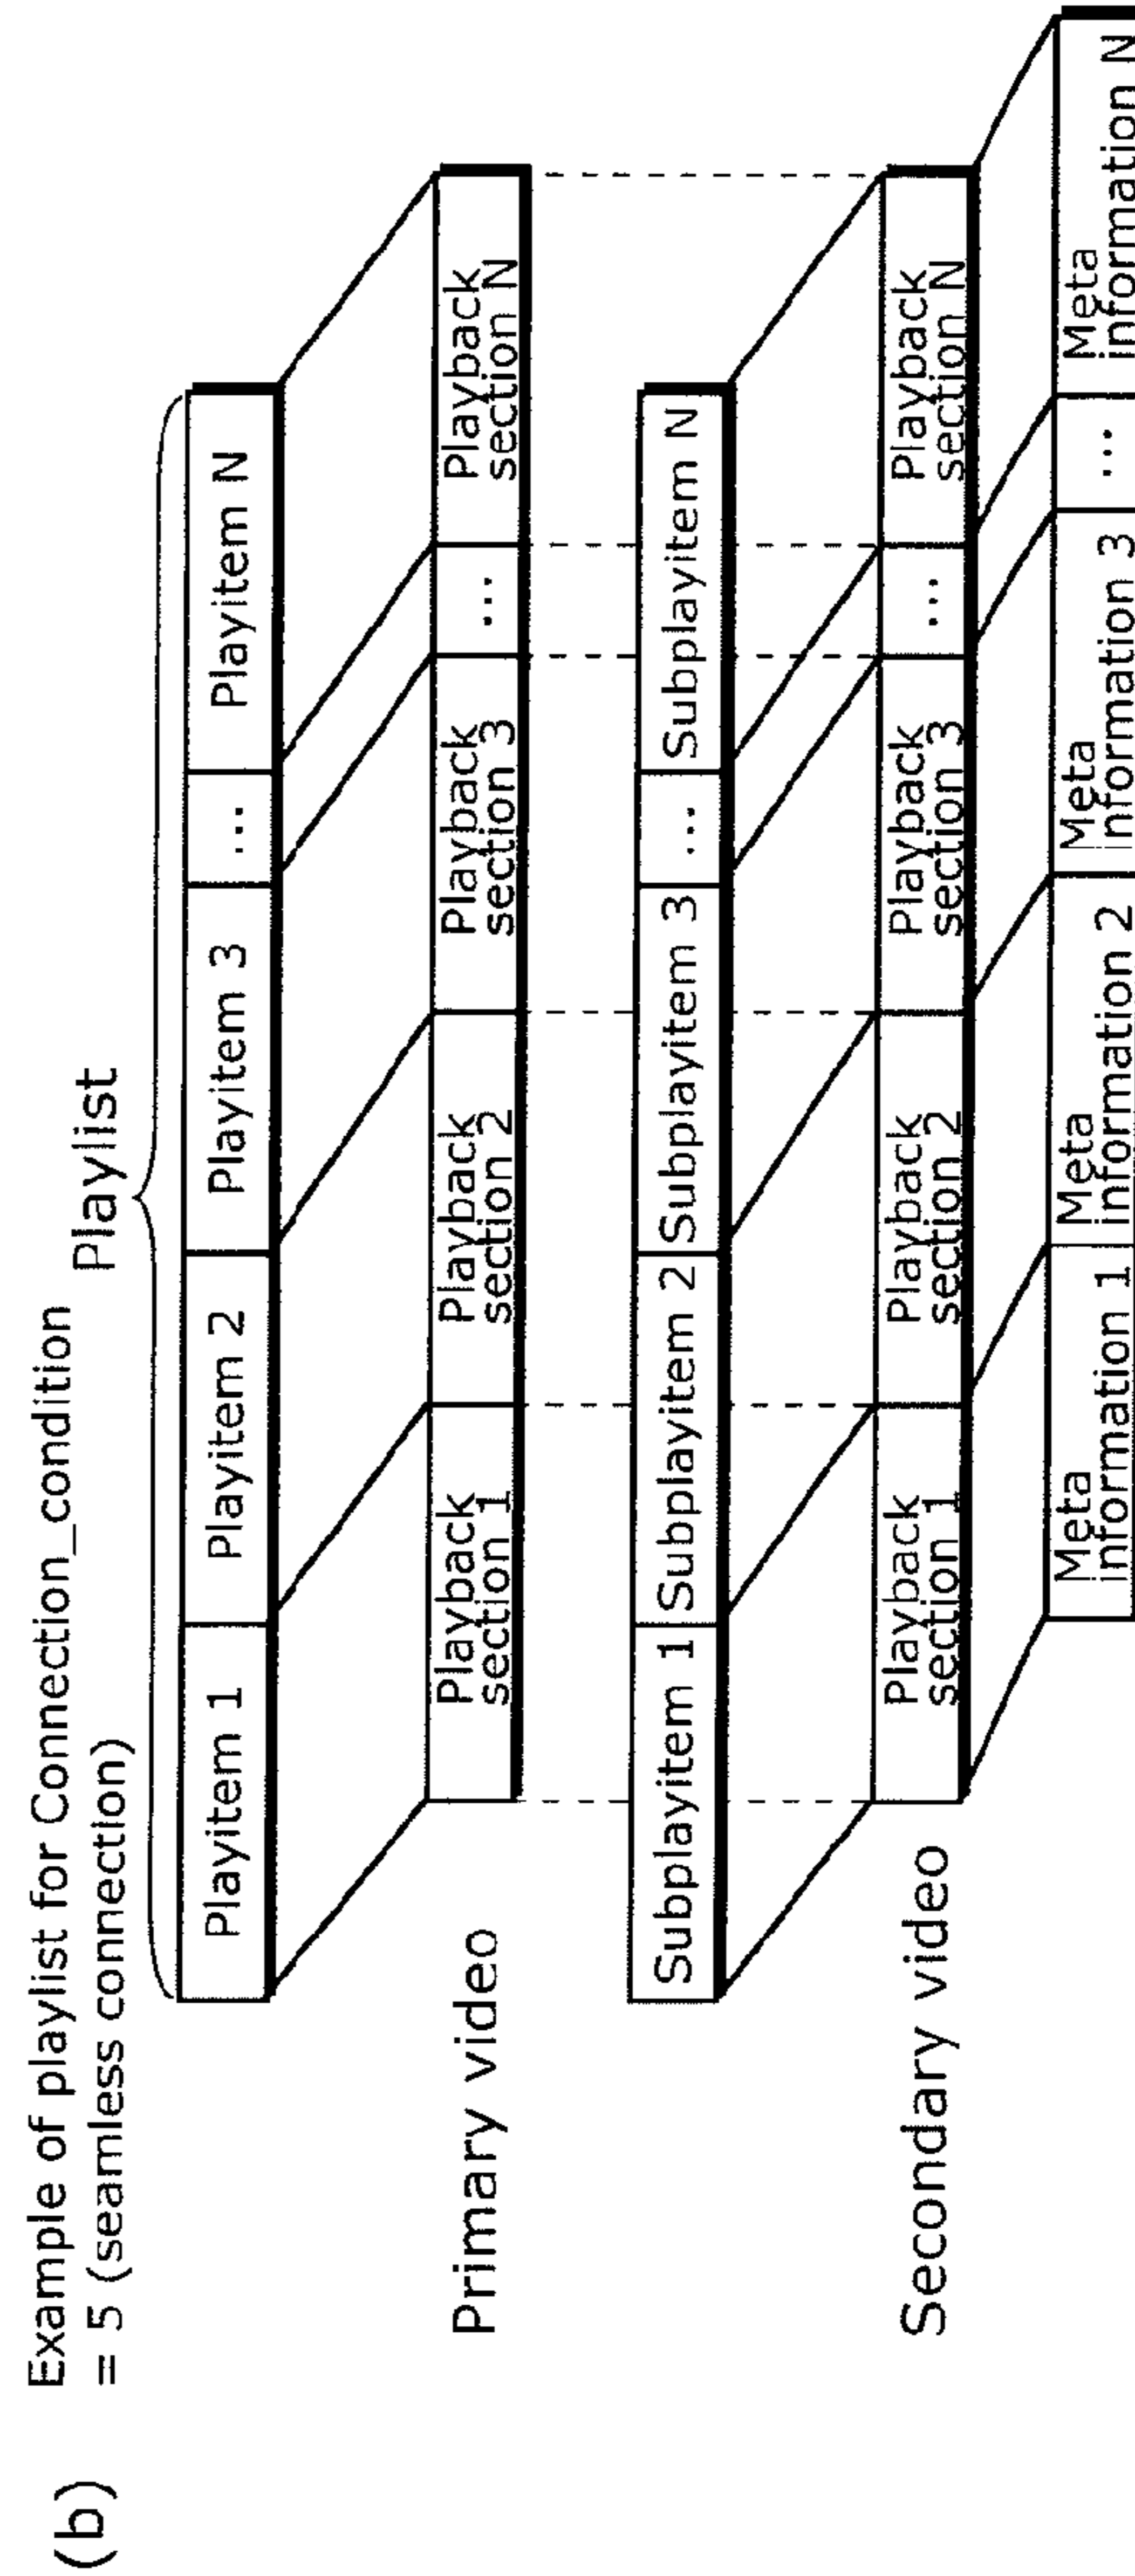 (b) Example of playlist for Connection_condition
= 5 (seamless connection)
Playlist
Playitem 1 Playitem 2 Playitem 3 ... Playitem N
Primary video
Playback section 1 Playback section 2 Playback section 3 ... Playback section N
Subplayitem 1 Subplayitem 2 Subplayitem 3 ... Subplayitem N
Secondary video
Playback section 1 Playback section 2 Playback section 3 ... Playback section N
Meta information 1 Meta information 2 Meta information 3 ... Meta information N